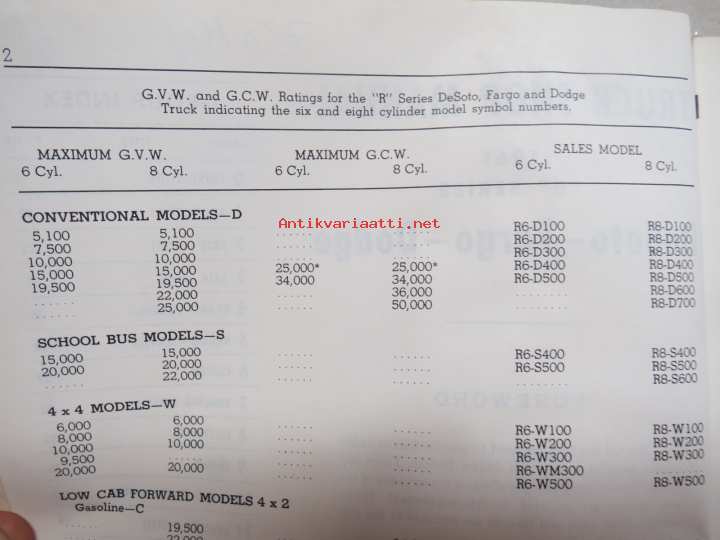 2
G.V.W. and G.C.W. Ratings for the "R" Series DeSoto, Fargo and Dodge
Truck indicating the six and eight cylinder model symbol numbers.
MAXIMUM G.V.W. MAXIMUM G.C.W. SALES MODEL
6 Cyl. 8 Cyl. 6 Cyl. 8 Cyl. 6 Cyl. 8 Cyl.
CONVENTIONAL MODELS—D
Antikvariaatti.net
5,100 5,100 ...... ...... R6-D100 R8-D100
7,500 7,500 ...... ...... R6-D200 R8-D200
10,000 10,000 ...... ...... R6-D300 R8-D300
15,000 15,000 25,000* 25,000* R6-D400 R8-D400
19,500 19,500 34,000 34,000 R6-D500 R8-D500
...... 22,000 36,000 ........ R8-D600
...... 25,000 50,000 ........ R8-D700
SCHOOL BUS MODELS—S
15,000 15,000 ...... ...... R6-S400 R8-S400
20,000 20,000 ...... ...... R6-S500 R8-S500
...... 22,000 ...... ...... ........ R8-S600
4 x 4 MODELS—W
6,000 6,000 ...... ...... R6-W100 R8-W100
8,000 8,000 ...... ...... R6-W200 R8-W200
10,000 10,000 ...... ...... R6-W300 R8-W300
9,500 ...... ...... ...... R6-WM300 ........
20,000 20,000 ...... ...... R6-W500 R8-W500
LOW CAB FORWARD MODELS 4 x 2
Gasoline—C
...... 19,500